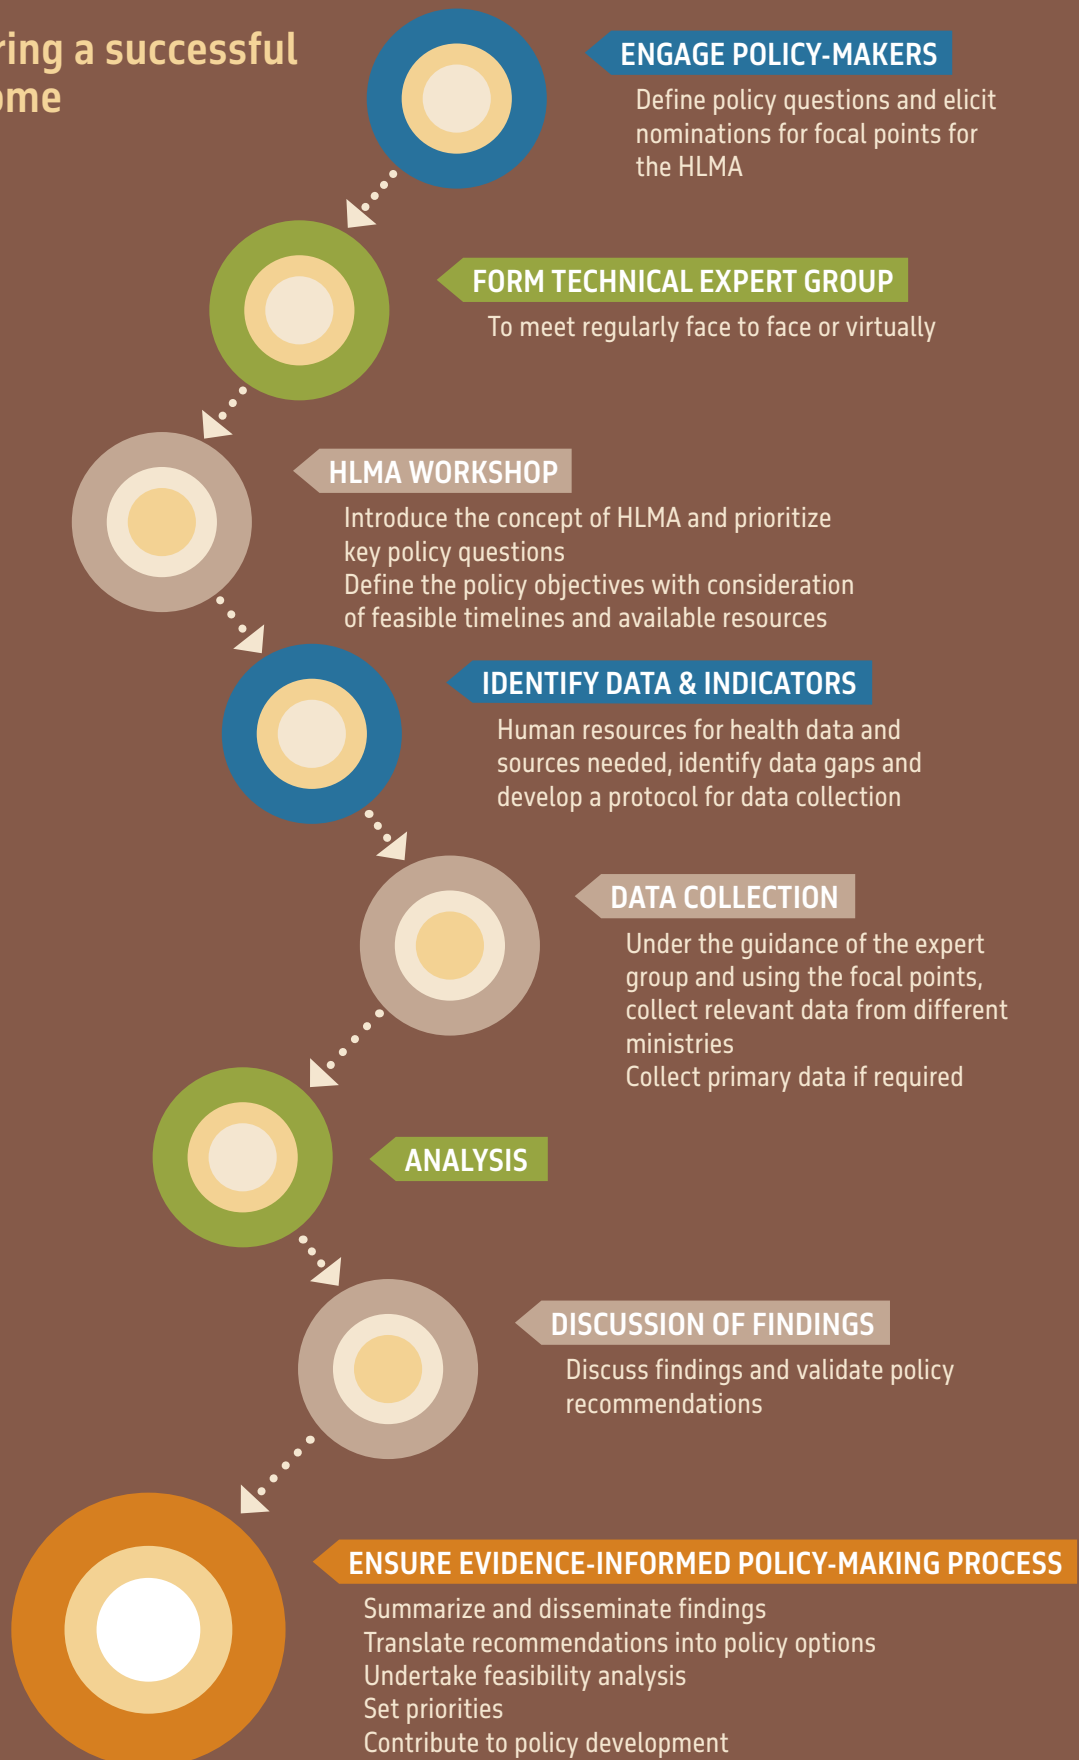 ring a successful
ome
ENGAGE POLICY-MAKERS
Define policy questions and elicit
nominations for focal points for
the HLMA
FORM TECHNICAL EXPERT GROUP
To meet regularly face to face or virtually
HLMA WORKSHOP
Introduce the concept of HLMA and prioritize
key policy questions
Define the policy objectives with consideration
of feasible timelines and available resources
IDENTIFY DATA & INDICATORS
Human resources for health data and
sources needed, identify data gaps and
develop a protocol for data collection
DATA COLLECTION
Under the guidance of the expert
group and using the focal points,
collect relevant data from different
ministries
Collect primary data if required
ANALYSIS
DISCUSSION OF FINDINGS
Discuss findings and validate policy
recommendations
ENSURE EVIDENCE-INFORMED POLICY-MAKING PROCESS
Summarize and disseminate findings
Translate recommendations into policy options
Undertake feasibility analysis
Set priorities
Contribute to policy development